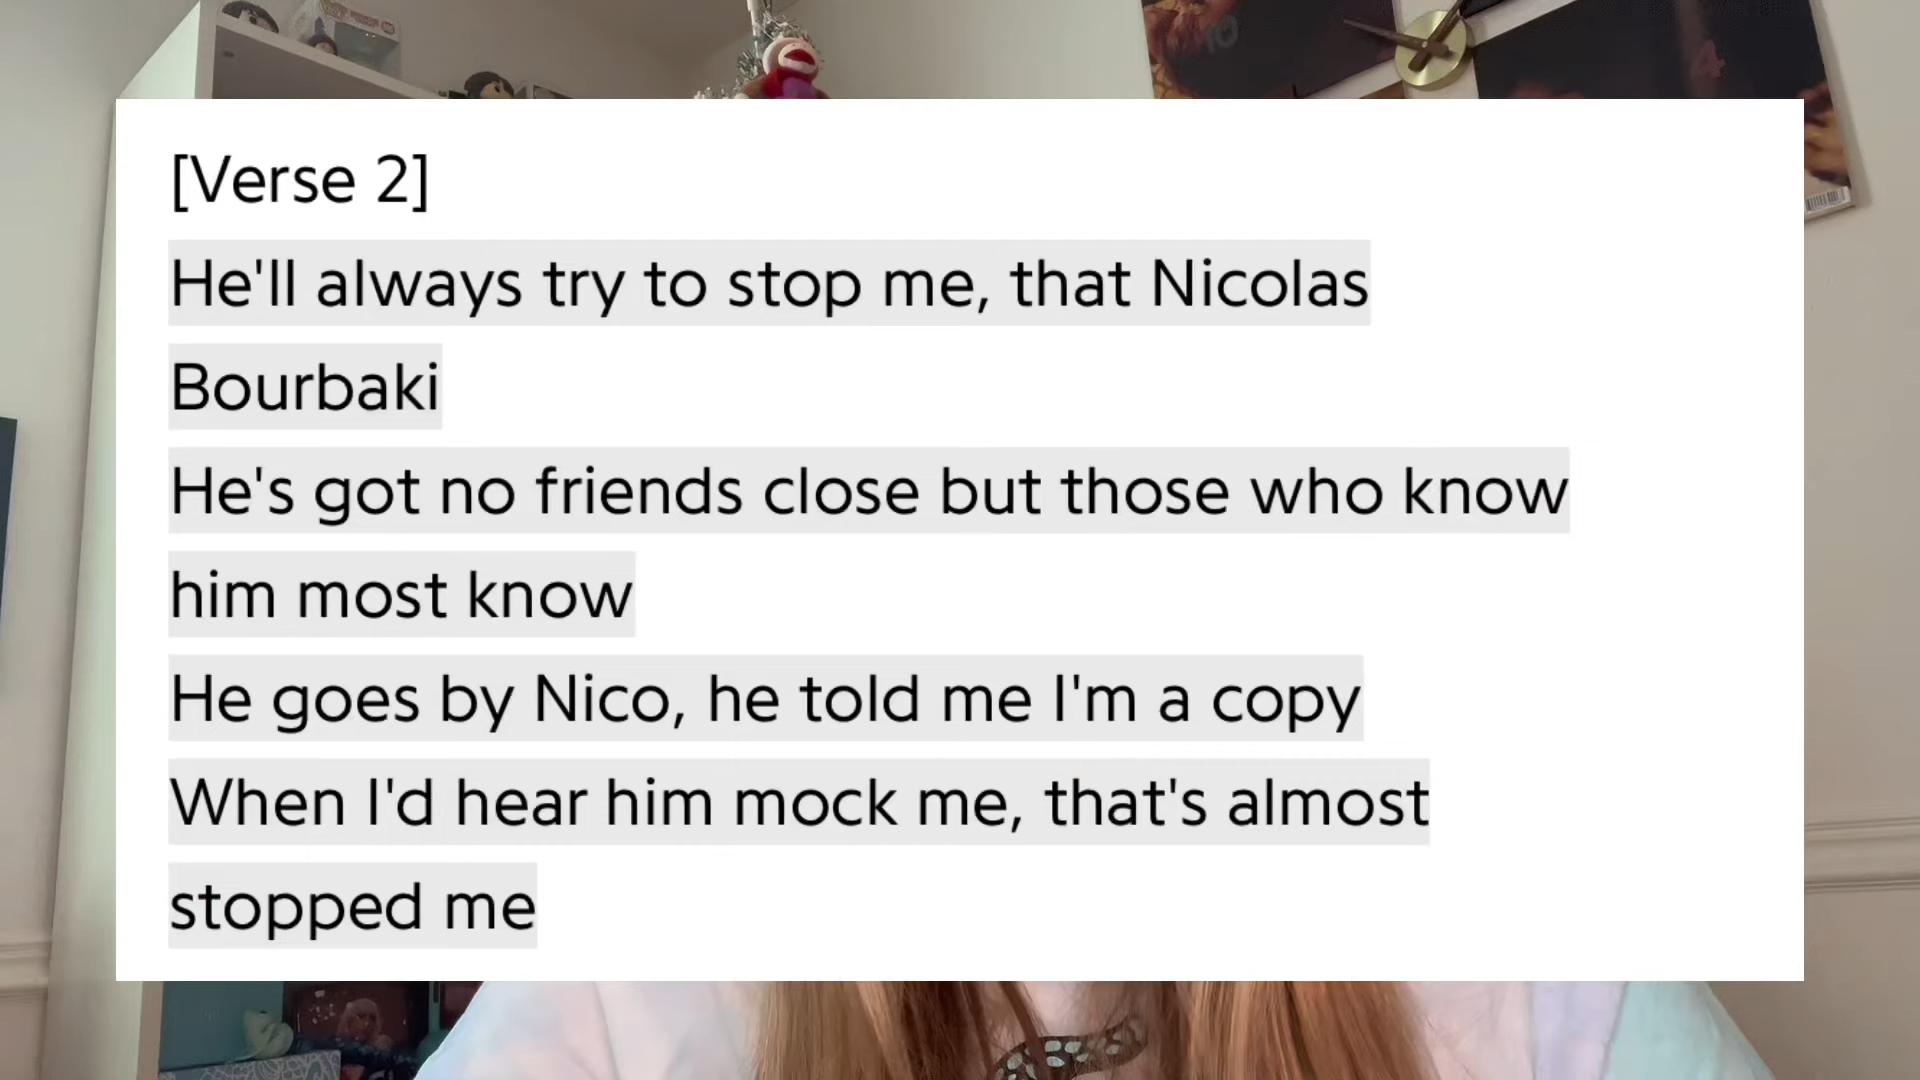 [Verse 2]
He'll always try to stop me, that Nicolas
Bourbaki
He's got no friends close but those who know
him most know
He goes by Nico, he told me I'm a copy
When I'd hear him mock me, that's almost
stopped me